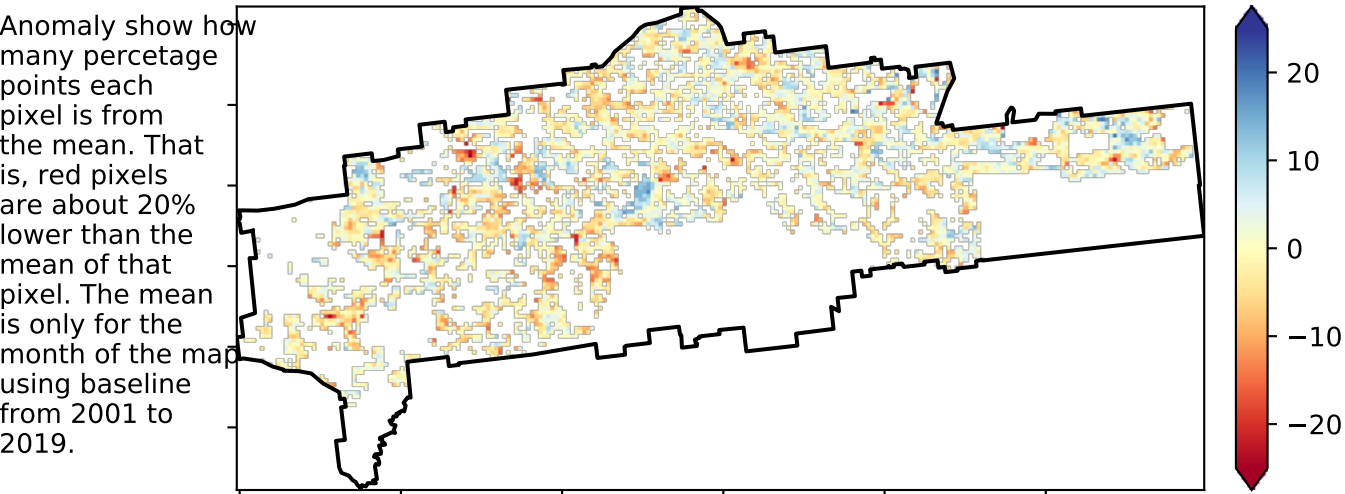 Anomaly show how
many percetage
points each
pixel is from
the mean. That
is, red pixels
are about 20%
lower than the
mean of that
pixel. The mean
is only for the
month of the map
using baseline
from 2001 to
2019.
20
10
0
−10
−20